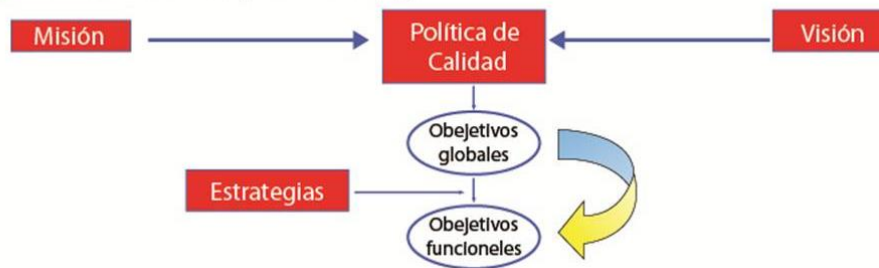 Misión
Política de
Calidad
Visión
Obejetivos
globales
Estrategias
Obejetivos
funcioneles